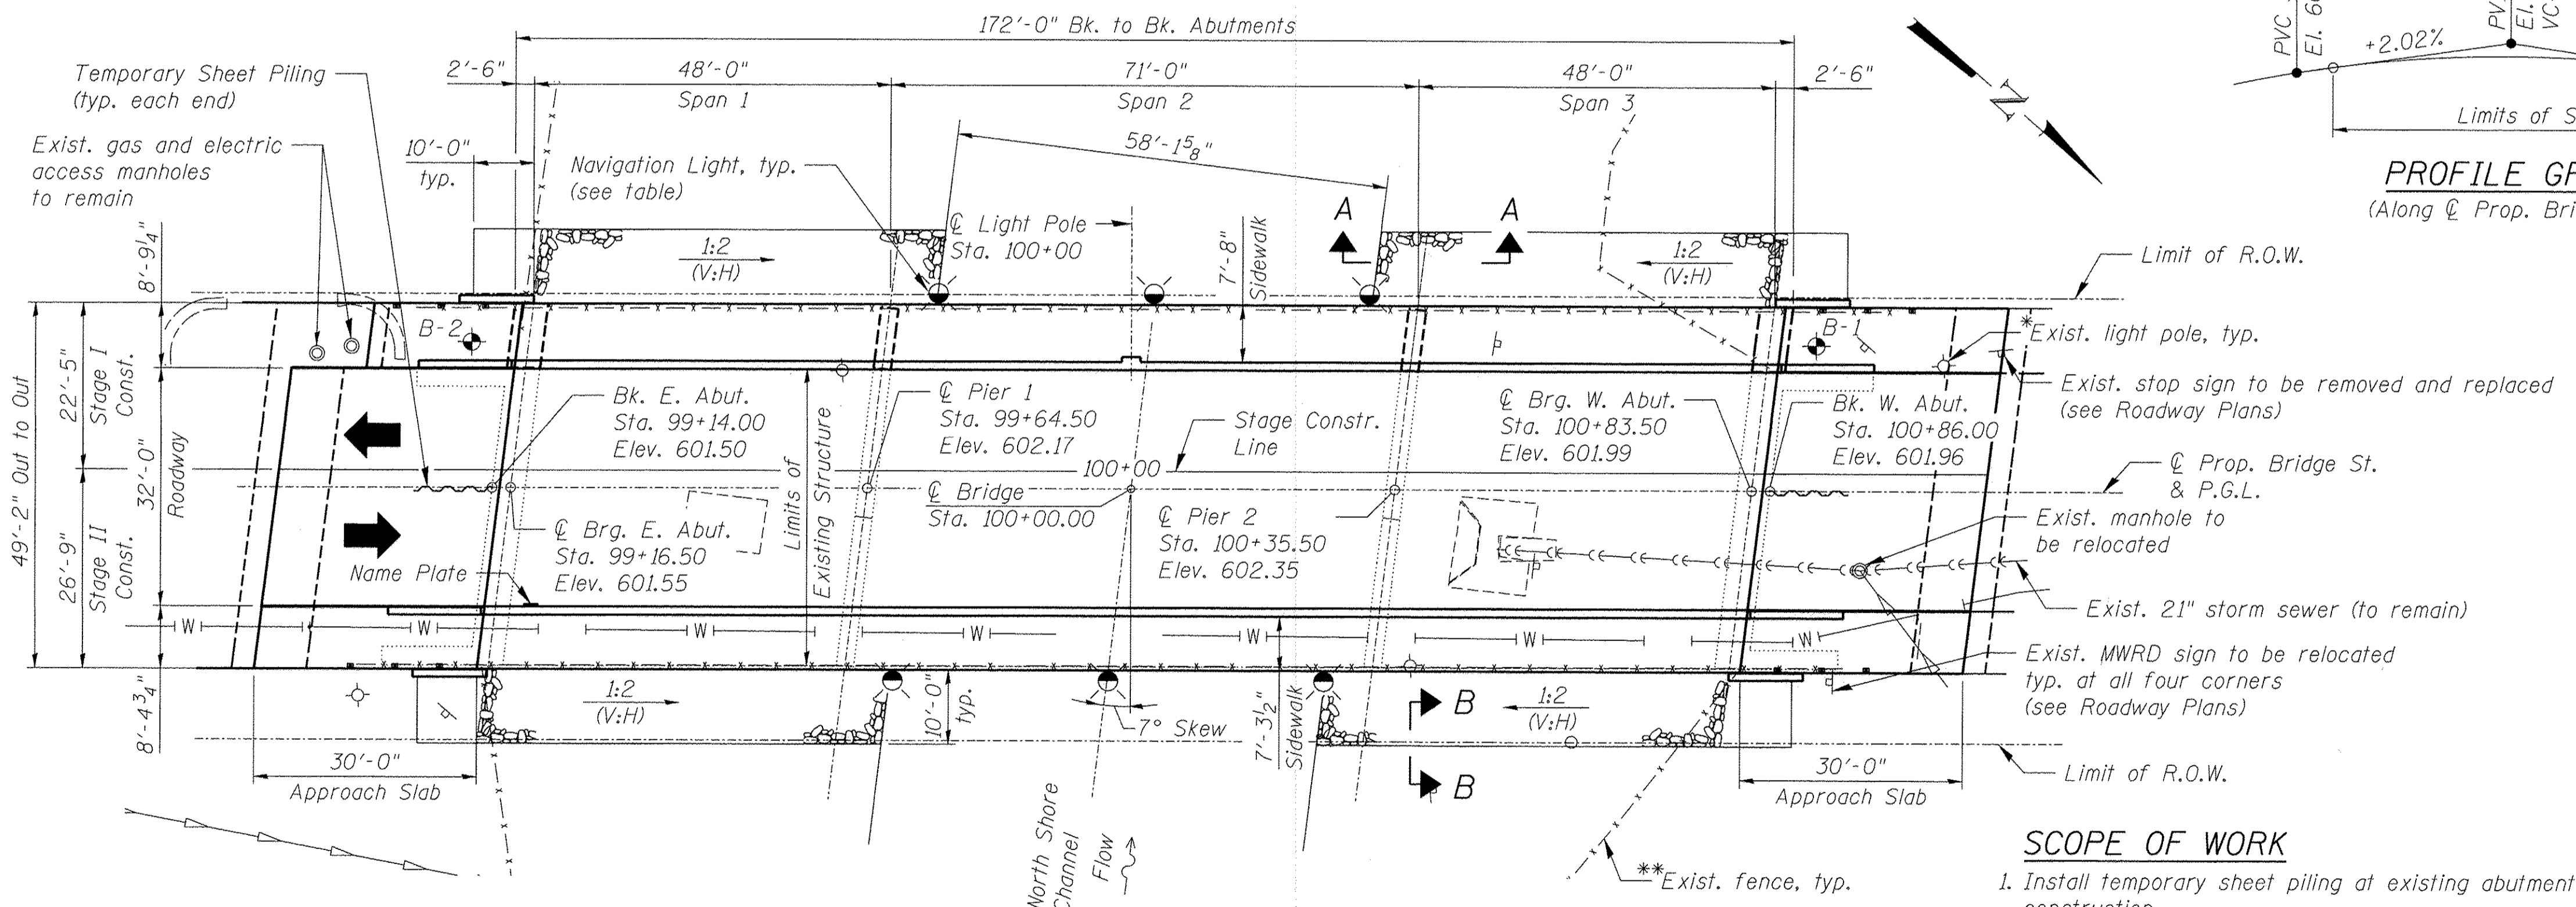 172'-0" Bk. to Bk. Abutments
2'-6"
48'-0"
Span 1
71'-0"
Span 2
48'-0"
Span 3
2'-6"
Temporary Sheet Piling
(typ. each end)
Exist. gas and electric
access manholes
to remain
10'-0"
typ.
Navigation Light, typ.
(see table)
58'-1 5/8"
℄ Light Pole
Sta. 100+00
N
PVC
El. 6
+2.02%
PV
El.
VC
Limits of S
PROFILE GR
(Along ℄ Prop. Bri
A
A
1:2
(V:H)
1:2
(V:H)
7'-8"
Sidewalk
Limit of R.O.W.
8'-9 1/4"
B-2
B-1
*Exist. light pole, typ.
Exist. stop sign to be removed and replaced
(see Roadway Plans)
49'-2" Out to Out
22'-5"
Stage I
Const.
32'-0"
Roadway
26'-9"
Stage II
Const.
8'-4 3/4"
Bk. E. Abut.
Sta. 99+14.00
Elev. 601.50
Limits of
Existing Structure
℄ Pier 1
Sta. 99+64.50
Elev. 602.17
Stage Constr.
Line
100+00
℄ Brg. W. Abut.
Sta. 100+83.50
Elev. 601.99
Bk. W. Abut.
Sta. 100+86.00
Elev. 601.96
℄ Prop. Bridge St.
& P.G.L.
℄ Bridge
Sta. 100+00.00
℄ Brg. E. Abut.
Sta. 99+16.50
Elev. 601.55
℄ Pier 2
Sta. 100+35.50
Elev. 602.35
Exist. manhole to
be relocated
Name Plate
Exist. 21" storm sewer (to remain)
W W W W W W W
Exist. MWRD sign to be relocated
typ. at all four corners
(see Roadway Plans)
1:2
(V:H)
10'-0"
typ.
7° Skew
7'-3 1/2"
Sidewalk
B
B
1:2
(V:H)
30'-0"
Approach Slab
30'-0"
Approach Slab
Limit of R.O.W.
North Shore
Channel
Flow
**Exist. fence, typ.
SCOPE OF WORK
1. Install temporary sheet piling at existing abutment